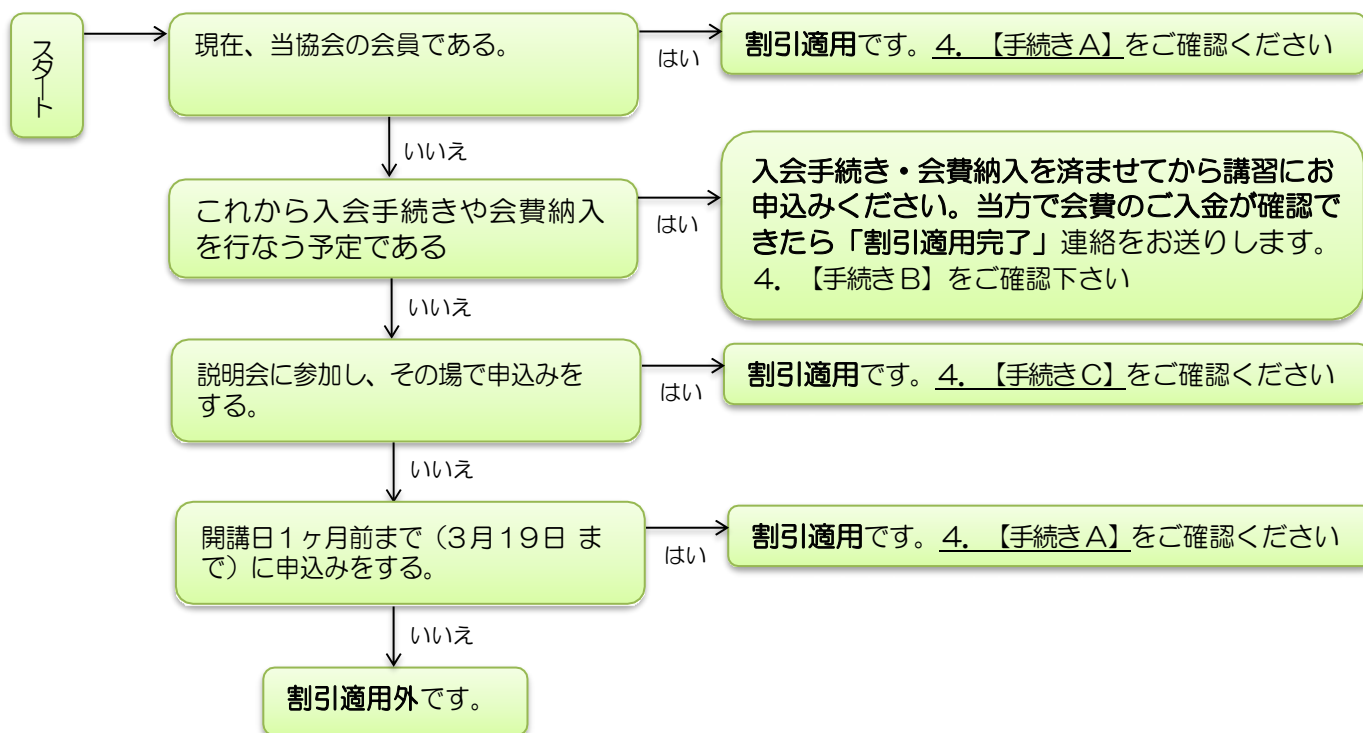 スタート
現在、当協会の会員である。
はい
割引適用です。４．【手続きＡ】をご確認ください
いいえ
これから入会手続きや会費納入
を行なう予定である
はい
入会手続き・会費納入を済ませてから講習にお
申込みください。当方で会費のご入金が確認で
きたら「割引適用完了」連絡をお送りします。
４．【手続きＢ】をご確認下さい
いいえ
説明会に参加し、その場で申込みを
する。
はい
割引適用です。４．【手続きＣ】をご確認ください
いいえ
開講日１ヶ月前まで（３月１９日 ま
で）に申込みをする。
はい
割引適用です。４．【手続きＡ】をご確認ください
いいえ
割引適用外です。